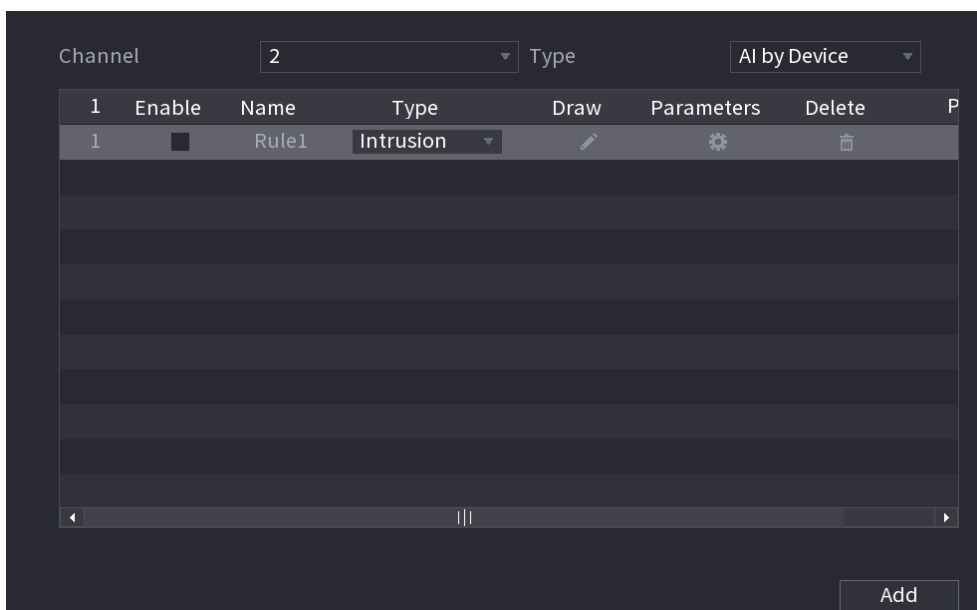 Channel 2 Type AI by Device
1 Enable Name Type Draw Parameters Delete P
1 Rule1 Intrusion
Add